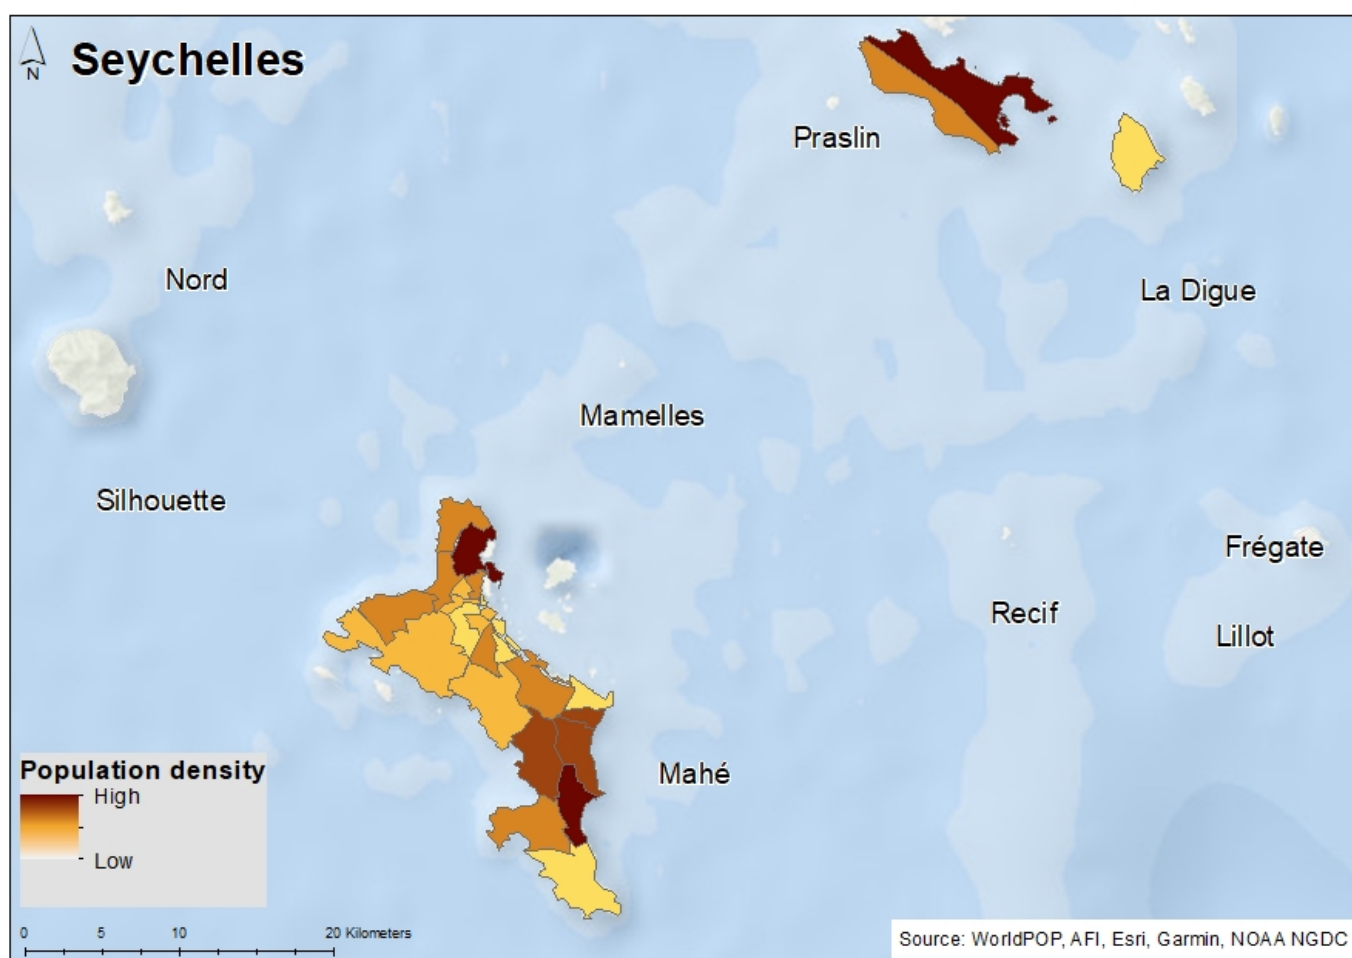 N
Seychelles
Praslin
Nord
La Digue
Mamelles
Silhouette
Frégate
Recif
Lillot
Mahé
Population density
High
Low
0 5 10 20 Kilometers
Source: WorldPOP, AFI, Esri, Garmin, NOAA NGDC